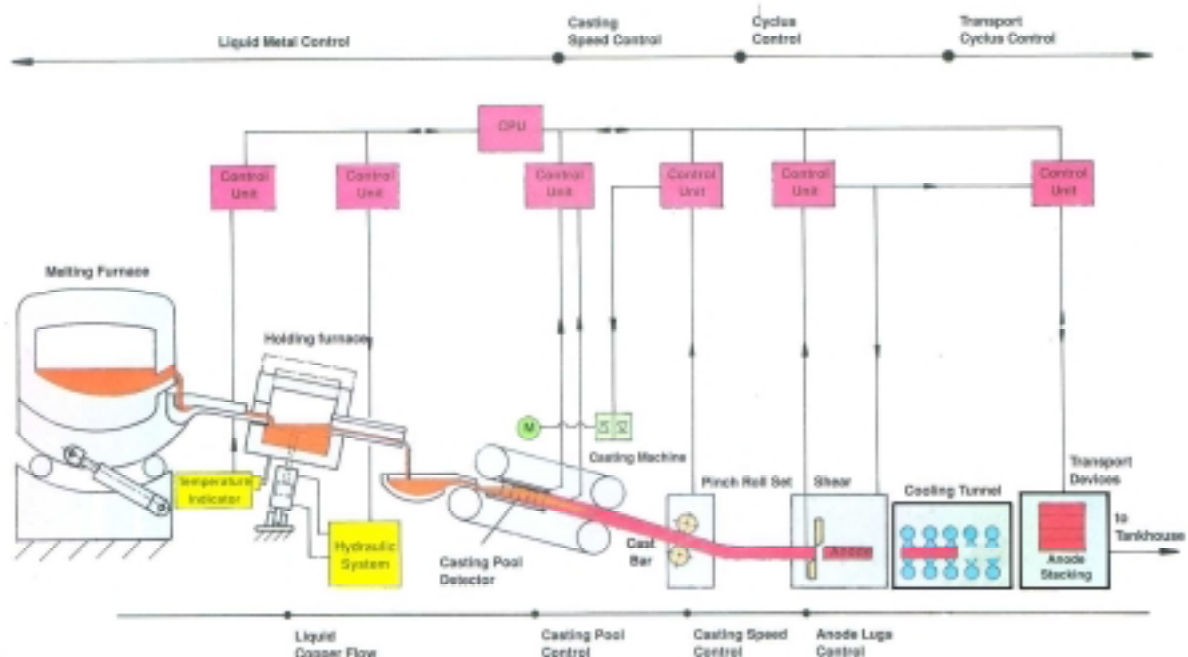 Liquid Metal Control
Casting
Speed Control
Cyclus
Control
Transport
Cyclus Control
CPU
Control
Unit
Control
Unit
Control
Unit
Control
Unit
Control
Unit
Control
Unit
Melting Furnace
Holding furnace
M
Temperature
Indicator
Hydraulic
System
Casting Machine
Casting Pool
Detector
Cast
Bar
Pinch Roll Set
Shear
Anode
Cooling Tunnel
Transport
Devices
Anode
Stacking
to
Tankhouse
Liquid
Copper Flow
Casting Pool
Control
Casting Speed
Control
Anode Lugs
Control